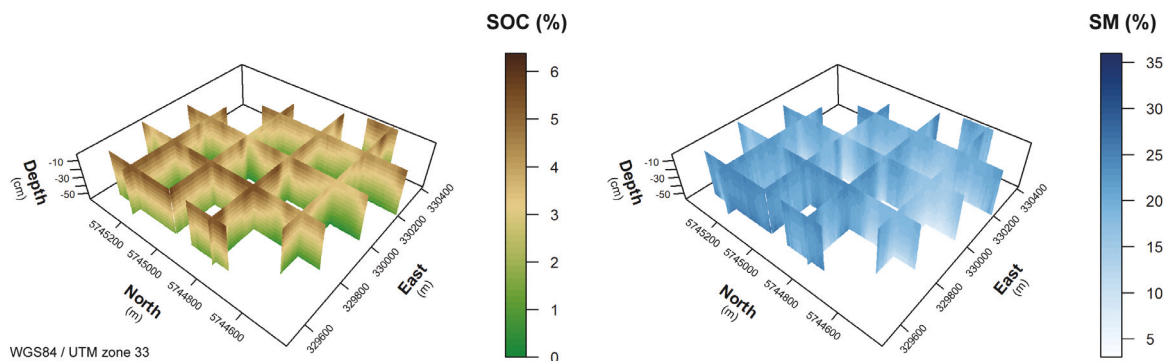 SOC (%)
6
5
4
3
2
1
0
Depth
(cm)
-10
-30
-50
5745200
5745000
5744800
5744600
North
(m)
329600
329800
330000
330200
330400
East
(m)
WGS84 / UTM zone 33
SM (%)
35
30
25
20
15
10
5
Depth
(cm)
-10
-30
-50
5745200
5745000
5744800
5744600
North
(m)
329600
329800
330000
330200
330400
East
(m)